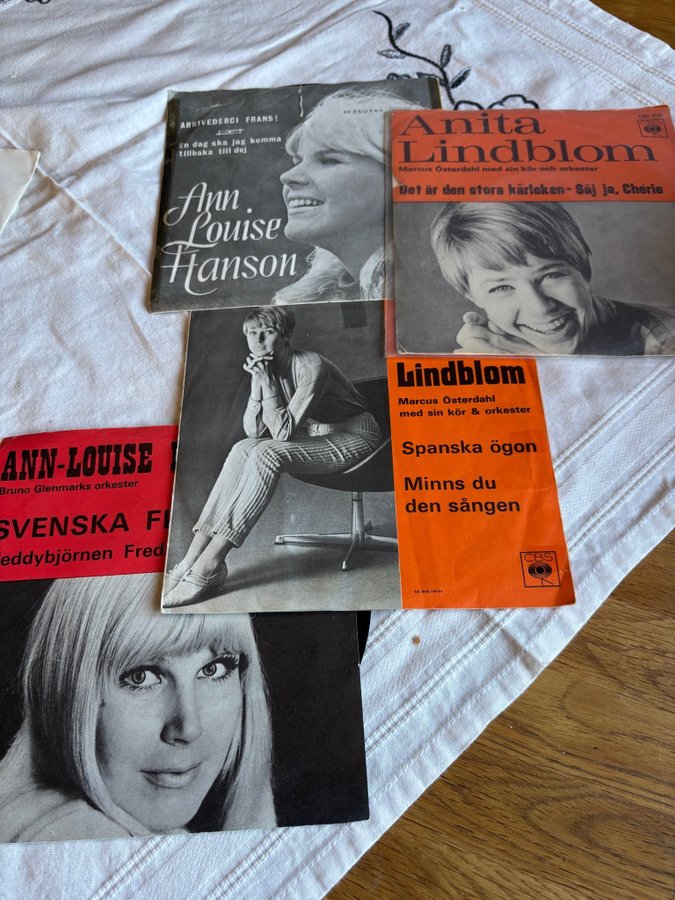 ARRIVEDERCI FRANS!
En dag ska jag komma
tillbaka till dej
Ann
Louise
Hanson
Anita
Lindblom
CBS
Marcus Österdahl med sin kör och orkester
Det är den stora kärleken - Säj ja, Chérie
Lindblom
Marcus Österdahl
med sin kör & orkester
Spanska ögon
Minns du
den sången
CBS
ANN-LOUISE
Bruno Glenmarks orkester
SVENSKA
eddybjörnen Fred